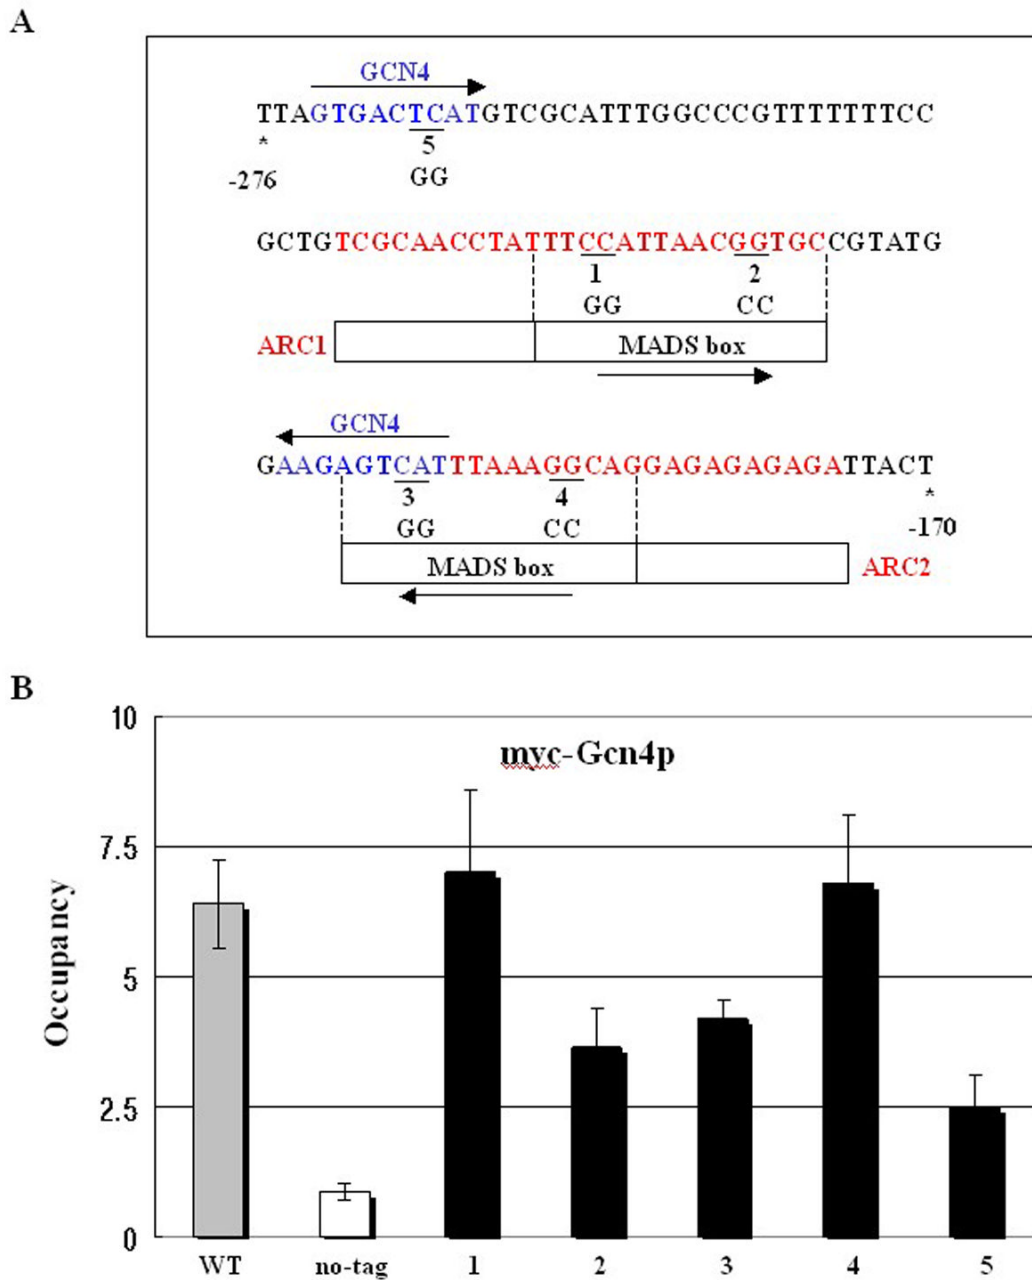 A
GCN4
TTAGTGACTCATGTCGCATTTGGCCCGTTTTTTTCC
*
5
-276
GG
GCTGTCGCAACCTATTTCCATTAACGGTGCCGTATG
1 2
GG CC
ARC1 MADS box
GCN4
GAAGAGTCATTTAAAGGCAGGAGAGAGAGATTACT
*
3 4
-170
GG CC
MADS box ARC2
B
10
myc-Gcn4p
7.5
5
2.5
0
Occupancy
WT no-tag 1 2 3 4 5